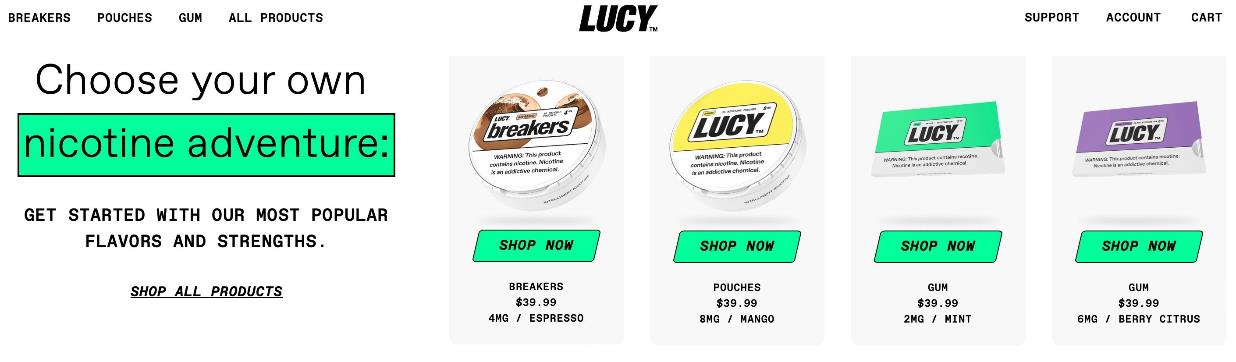 BREAKERS POUCHES GUM ALL PRODUCTS
LUCY™
SUPPORT ACCOUNT CART
Choose your own
nicotine adventure:
GET STARTED WITH OUR MOST POPULAR
FLAVORS AND STRENGTHS.
SHOP ALL PRODUCTS
LUCY
breakers
WARNING: This product
contains nicotine. Nicotine
is an addictive chemical.
SHOP NOW
BREAKERS
$39.99
4MG / ESPRESSO
LUCY™
WARNING: This product
contains nicotine. Nicotine
is an addictive chemical.
SHOP NOW
POUCHES
$39.99
8MG / MANGO
LUCY™
WARNING: This product contains nicotine.
Nicotine is an addictive chemical.
SHOP NOW
GUM
$39.99
2MG / MINT
LUCY™
WARNING: This product contains nicotine.
Nicotine is an addictive chemical.
SHOP NOW
GUM
$39.99
6MG / BERRY CITRUS